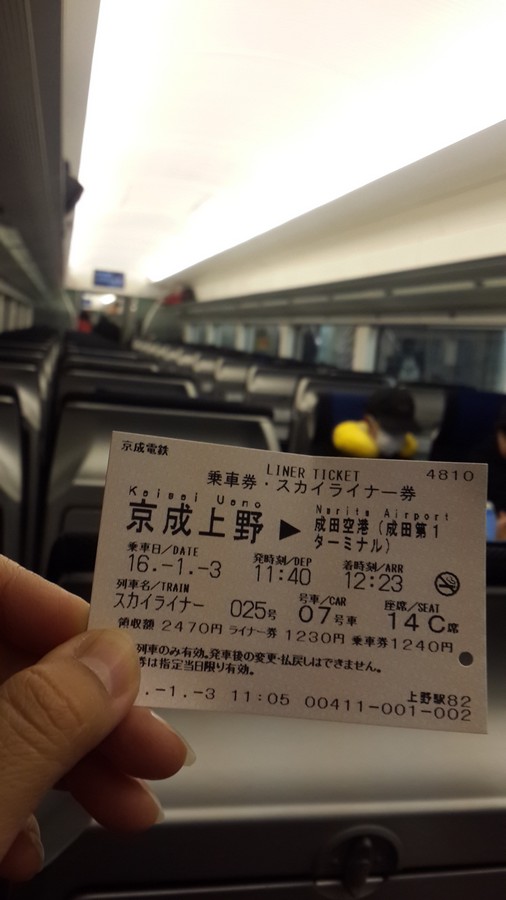 京成電鉄
LINER TICKET 4810
乗車券・スカイライナー券
Keisei Ueno Narita Airport
京成上野 ▶ 成田空港(成田第1
ターミナル)
乗車日/DATE 発時刻/DEP 着時刻/ARR
16.-1.-3 11:40 12:23
列車名/TRAIN 号車/CAR 座席/SEAT
スカイライナー 025号 07号車 14C席
領収額 2470円 ライナー券 1230円 乗車券 1240円
列車のみ有効。発車後の変更・払戻しはできません。
券は指定当日限り有効。
.-1.-3 11:05 00411-001-002
上野駅82